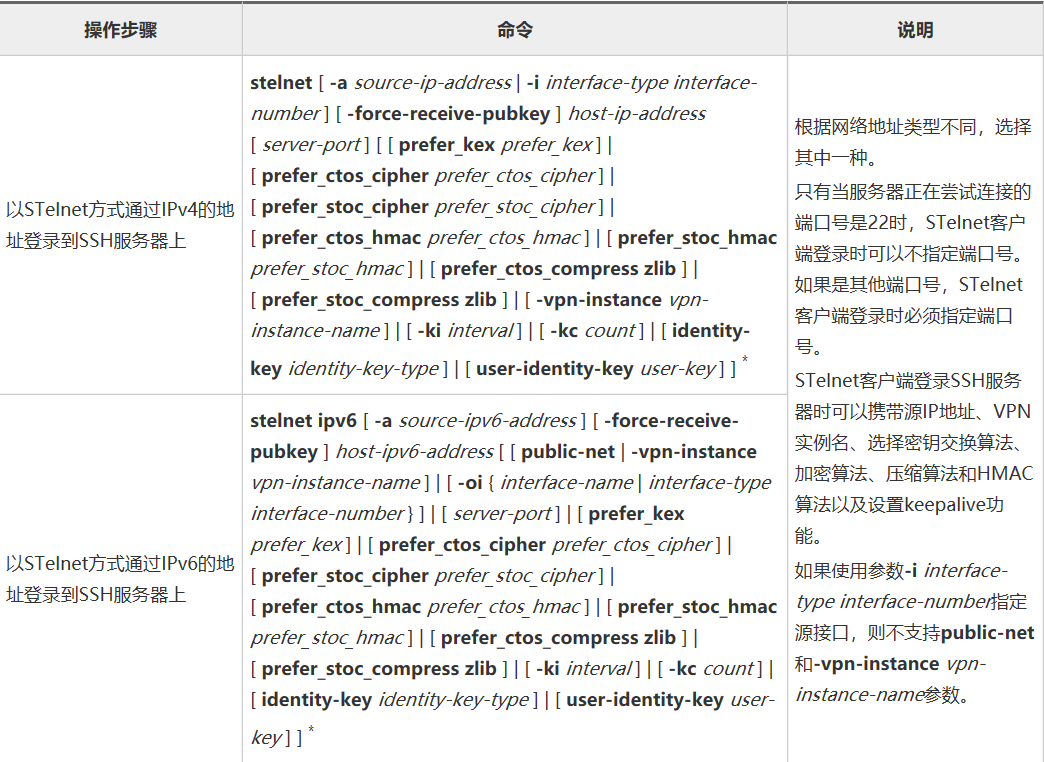 操作步骤
命令
说明
以STelnet方式通过IPv4的地
址登录到SSH服务器上
stelnet [ -a source-ip-address | -i interface-type interface-
number ] [ -force-receive-pubkey ] host-ip-address
[ server-port ] [ [ prefer_kex prefer_kex ] |
[ prefer_ctos_cipher prefer_ctos_cipher ] |
[ prefer_stoc_cipher prefer_stoc_cipher ] |
[ prefer_ctos_hmac prefer_ctos_hmac ] | [ prefer_stoc_hmac
prefer_stoc_hmac ] | [ prefer_ctos_compress zlib ] |
[ prefer_stoc_compress zlib ] | [ -vpn-instance vpn-
instance-name ] | [ -ki interval ] | [ -kc count ] | [ identity-
key identity-key-type ] | [ user-identity-key user-key ] ] *
以STelnet方式通过IPv6的地
址登录到SSH服务器上
stelnet ipv6 [ -a source-ipv6-address ] [ -force-receive-
pubkey ] host-ipv6-address [ [ public-net | -vpn-instance
vpn-instance-name ] | [ -oi { interface-name | interface-type
interface-number } ] | [ server-port ] | [ prefer_kex
prefer_kex ] | [ prefer_ctos_cipher prefer_ctos_cipher ] |
[ prefer_stoc_cipher prefer_stoc_cipher ] |
[ prefer_ctos_hmac prefer_ctos_hmac ] | [ prefer_stoc_hmac
prefer_stoc_hmac ] | [ prefer_ctos_compress zlib ] |
[ prefer_stoc_compress zlib ] | [ -ki interval ] | [ -kc count ] |
[ identity-key identity-key-type ] | [ user-identity-key user-
key ] ] *
根据网络地址类型不同，选择
其中一种。
只有当服务器正在尝试连接的
端口号是22时，STelnet客户
端登录时可以不指定端口号。
如果是其他端口号，STelnet
客户端登录时必须指定端口
号。
STelnet客户端登录SSH服务
器时可以携带源IP地址、VPN
实例名、选择密钥交换算法、
加密算法、压缩算法和HMAC
算法以及设置keepalive功
能。
如果使用参数-i interface-
type interface-number指定
源接口，则不支持public-net
和-vpn-instance vpn-
instance-name参数。